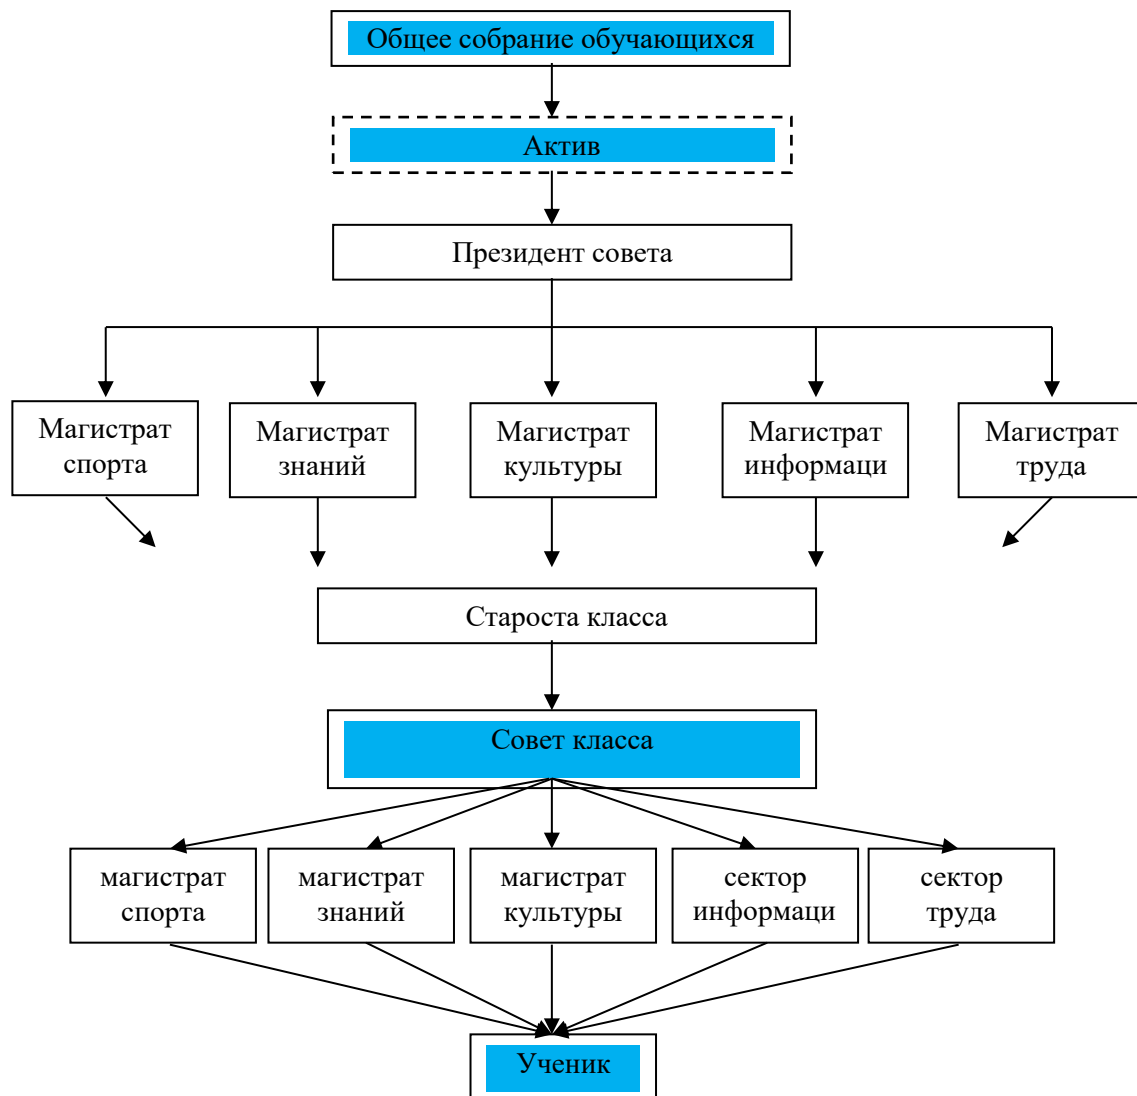 Общее собрание обучающихся
Актив
Президент совета
Магистрат
спорта
Магистрат
знаний
Магистрат
культуры
Магистрат
информаци
Магистрат
труда
Староста класса
Совет класса
магистрат
спорта
магистрат
знаний
магистрат
культуры
сектор
информаци
сектор
труда
Ученик